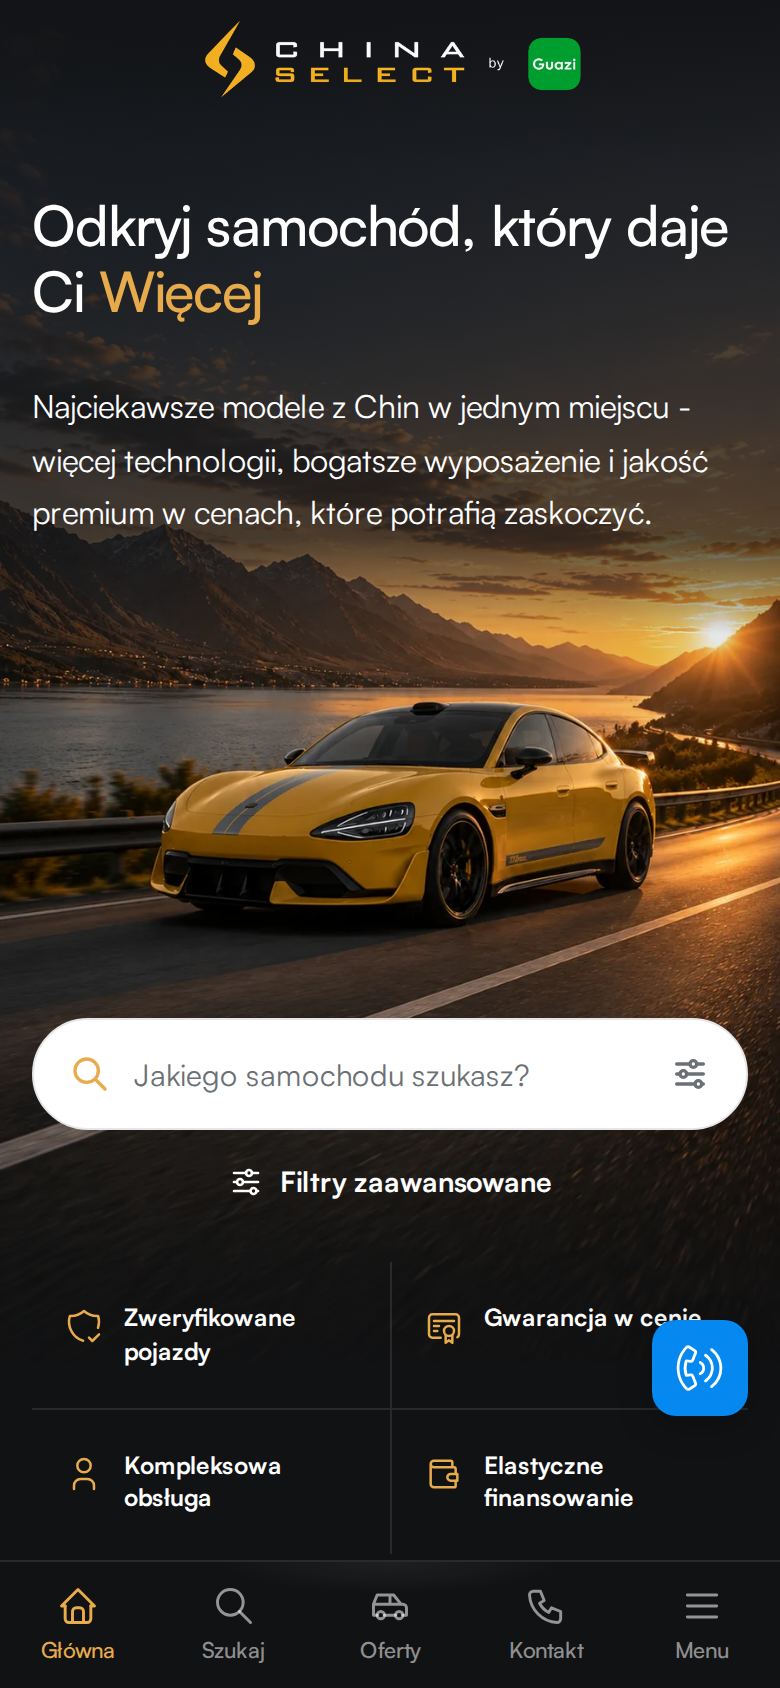 CHINA
SELECT
by
Guazi
Odkryj samochód, który daje
Ci Więcej
Najciekawsze modele z Chin w jednym miejscu -
więcej technologii, bogatsze wyposażenie i jakość
premium w cenach, które potrafią zaskoczyć.
Jakiego samochodu szukasz?
Filtry zaawansowane
Zweryfikowane
pojazdy
Gwarancja w cenie
Kompleksowa
obsługa
Elastyczne
finansowanie
Główna
Szukaj
Oferty
Kontakt
Menu